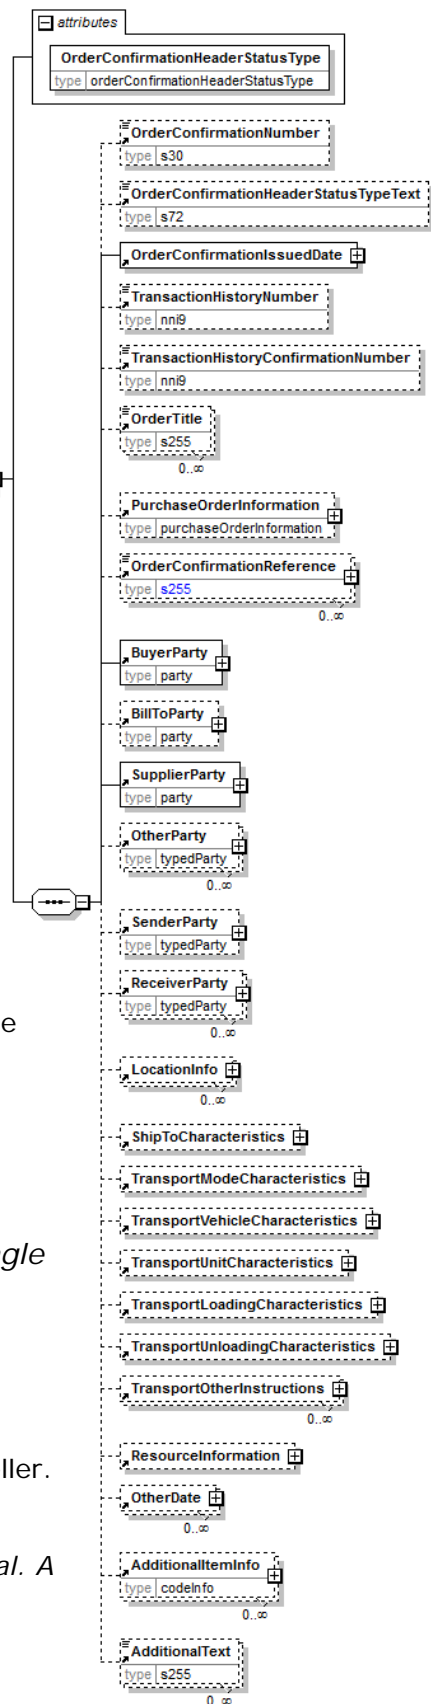 attributes
OrderConfirmationHeaderStatusType
type orderConfirmationHeaderStatusType
OrderConfirmationNumber
type s30
OrderConfirmationHeaderStatusTypeText
type s72
OrderConfirmationIssuedDate
TransactionHistoryNumber
type nni9
TransactionHistoryConfirmationNumber
type nni9
OrderTitle
type s255
0..∞
PurchaseOrderInformation
type purchaseOrderInformation
OrderConfirmationReference
type s255
0..∞
BuyerParty
type party
BillToParty
type party
SupplierParty
type party
OtherParty
type typedParty
0..∞
SenderParty
type typedParty
ReceiverParty
type typedParty
e
0..∞
LocationInfo
0..∞
ShipToCharacteristics
TransportModeCharacteristics
TransportVehicleCharacteristics
gle
TransportUnitCharacteristics
TransportLoadingCharacteristics
TransportUnloadingCharacteristics
TransportOtherInstructions
0..∞
ResourceInformation
ller.
OtherDate
0..∞
al. A
AdditionalItemInfo
type codeInfo
0..∞
AdditionalText
type s255
0..∞